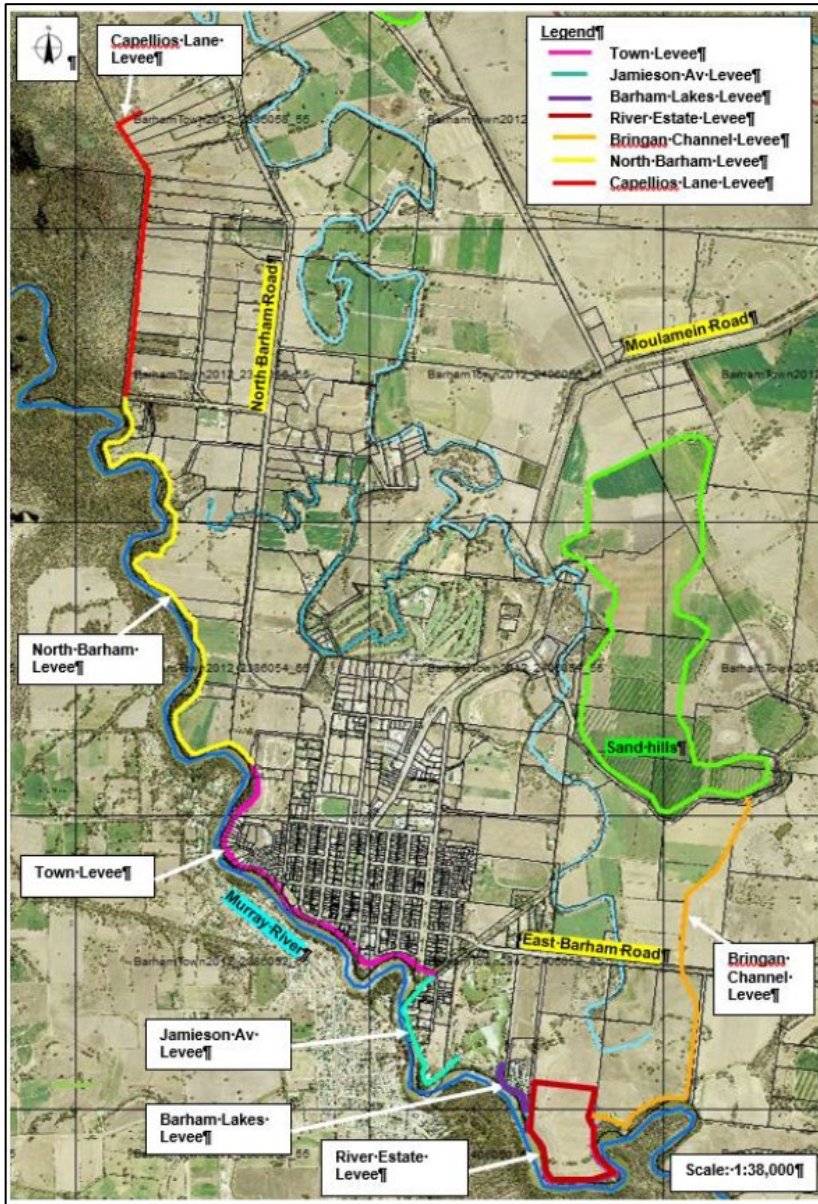 Capellios·Lane·
Levee¶
¶
Legend¶
Town·Levee¶
Jamieson·Av·Levee¶
Barham·Lakes·Levee¶
River·Estate·Levee¶
Bringan·Channel·Levee¶
North·Barham·Levee¶
Capellios·Lane·Levee¶
North·Barham·Road¶
Moulamein·Road¶
North·Barham·
Levee¶
Sand·hills¶
Town·Levee¶
Murray·River¶
East·Barham·Road¶
Bringan·
Channel·
Levee¶
Jamieson·Av·
Levee¶
Barham·Lakes·
Levee¶
River·Estate·
Levee¶
Scale:·1:38,000¶